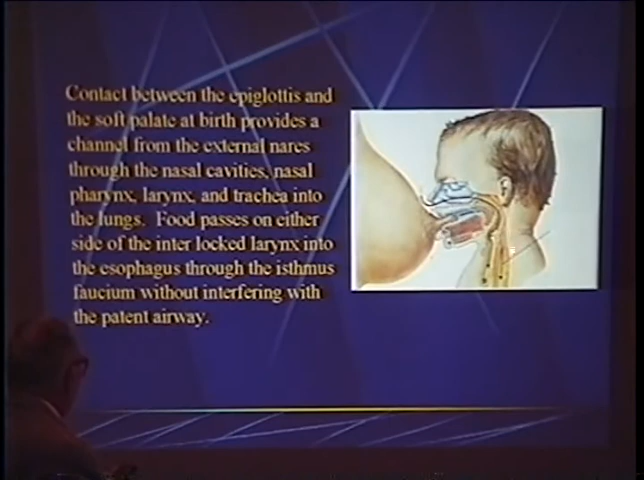 Contact between the epiglottis and
the soft palate at birth provides a
channel from the external nares
through the nasal cavities, nasal
pharynx, larynx, and trachea into
the lungs. Food passes on either
side of the inter locked larynx into
the esophagus through the isthmus
faucium without interfering with
the patent airway.